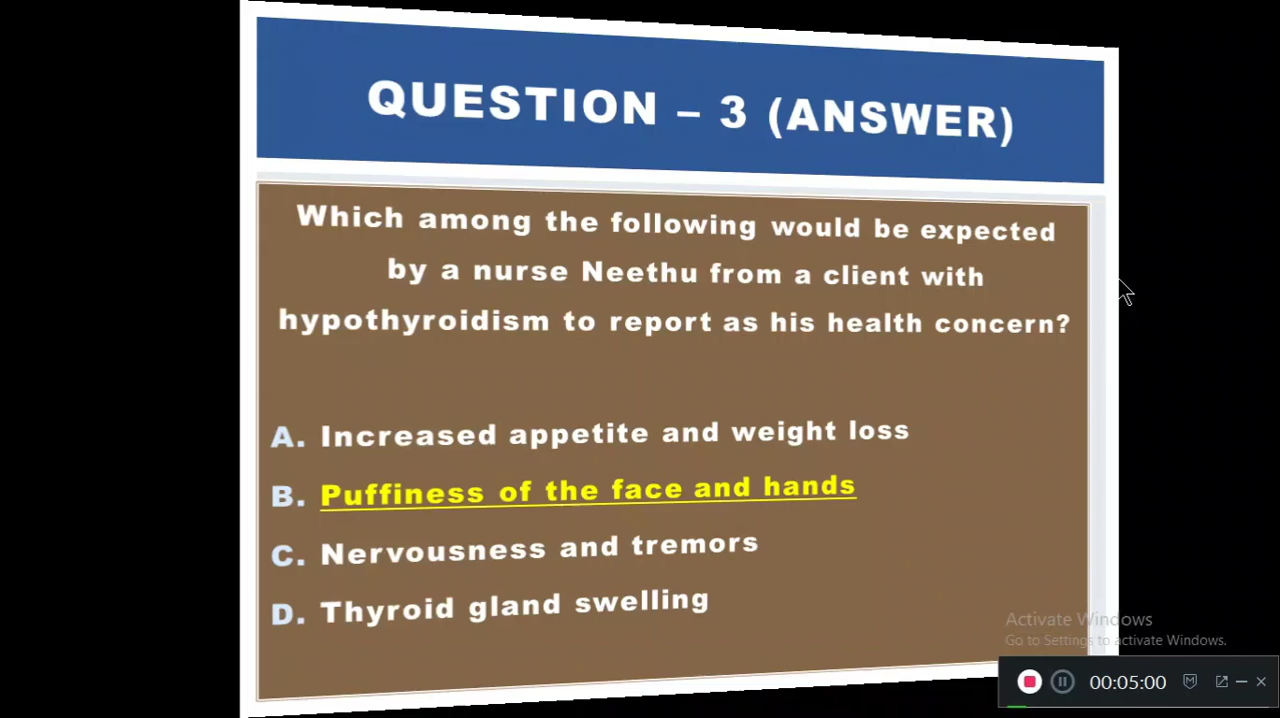 QUESTION – 3 (ANSWER)
Which among the following would be expected
by a nurse Neethu from a client with
hypothyroidism to report as his health concern?
A. Increased appetite and weight loss
B. Puffiness of the face and hands
C. Nervousness and tremors
D. Thyroid gland swelling
Activate Windows
Go to Settings to activate Windows.
00:05:00